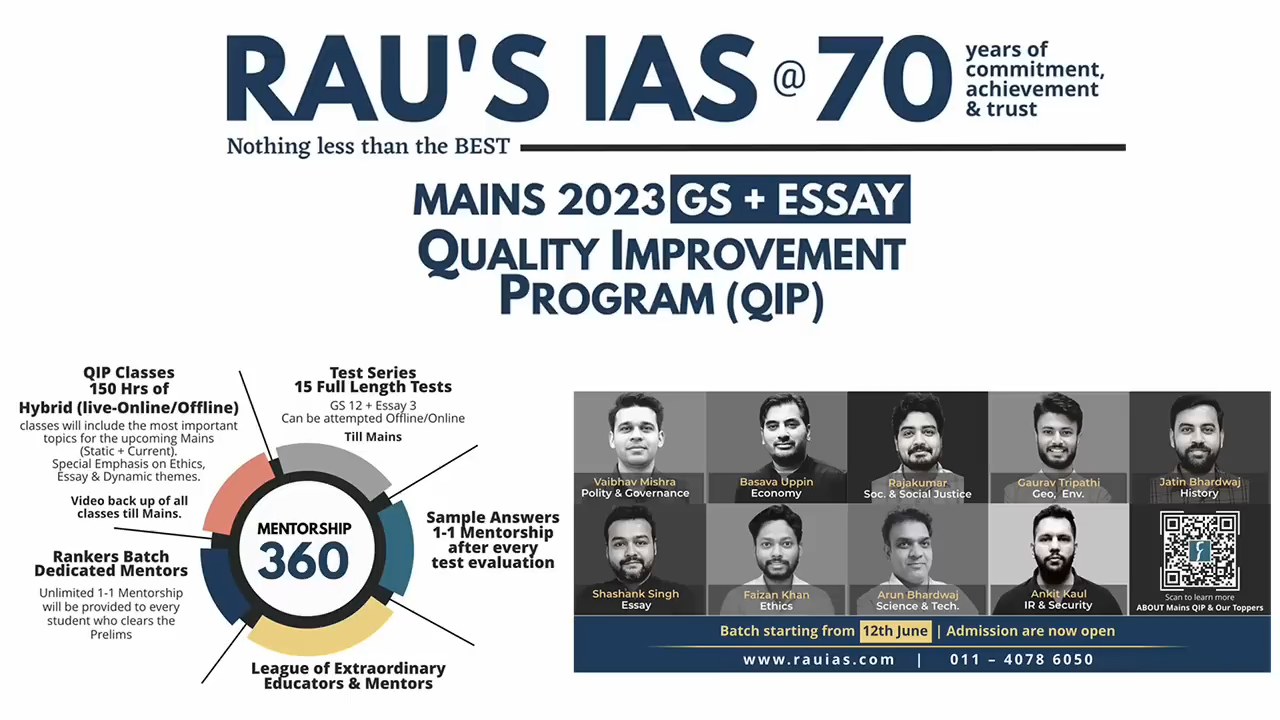 RAU'S IAS @ 70
years of
commitment,
achievement
& trust
Nothing less than the BEST
MAINS 2023 GS + ESSAY
QUALITY IMPROVEMENT
PROGRAM (QIP)
QIP Classes
150 Hrs of
Hybrid (live-Online/Offline)
classes will include the most important
topics for the upcoming Mains
(Static + Current).
Special Emphasis on Ethics,
Essay & Dynamic themes.
Video back up of all
classes till Mains.
Test Series
15 Full Length Tests
GS 12 + Essay 3
Can be attempted Offline/Online
Till Mains
MENTORSHIP
360
Sample Answers
1-1 Mentorship
after every
test evaluation
Rankers Batch
Dedicated Mentors
Unlimited 1-1 Mentorship
will be provided to every
student who clears the
Prelims
League of Extraordinary
Educators & Mentors
Vaibhav Mishra
Polity & Governance
Basava Uppin
Economy
Rajakumar
Soc. & Social Justice
Gaurav Tripathi
Geo, Env.
Jatin Bhardwaj
History
Shashank Singh
Essay
Faizan Khan
Ethics
Arun Bhardwaj
Science & Tech.
Ankit Kaul
IR & Security
Scan to learn more
ABOUT Mains QIP & Our Toppers
Batch starting from 12th June | Admission are now open
www.rauias.com | 011 – 4078 6050